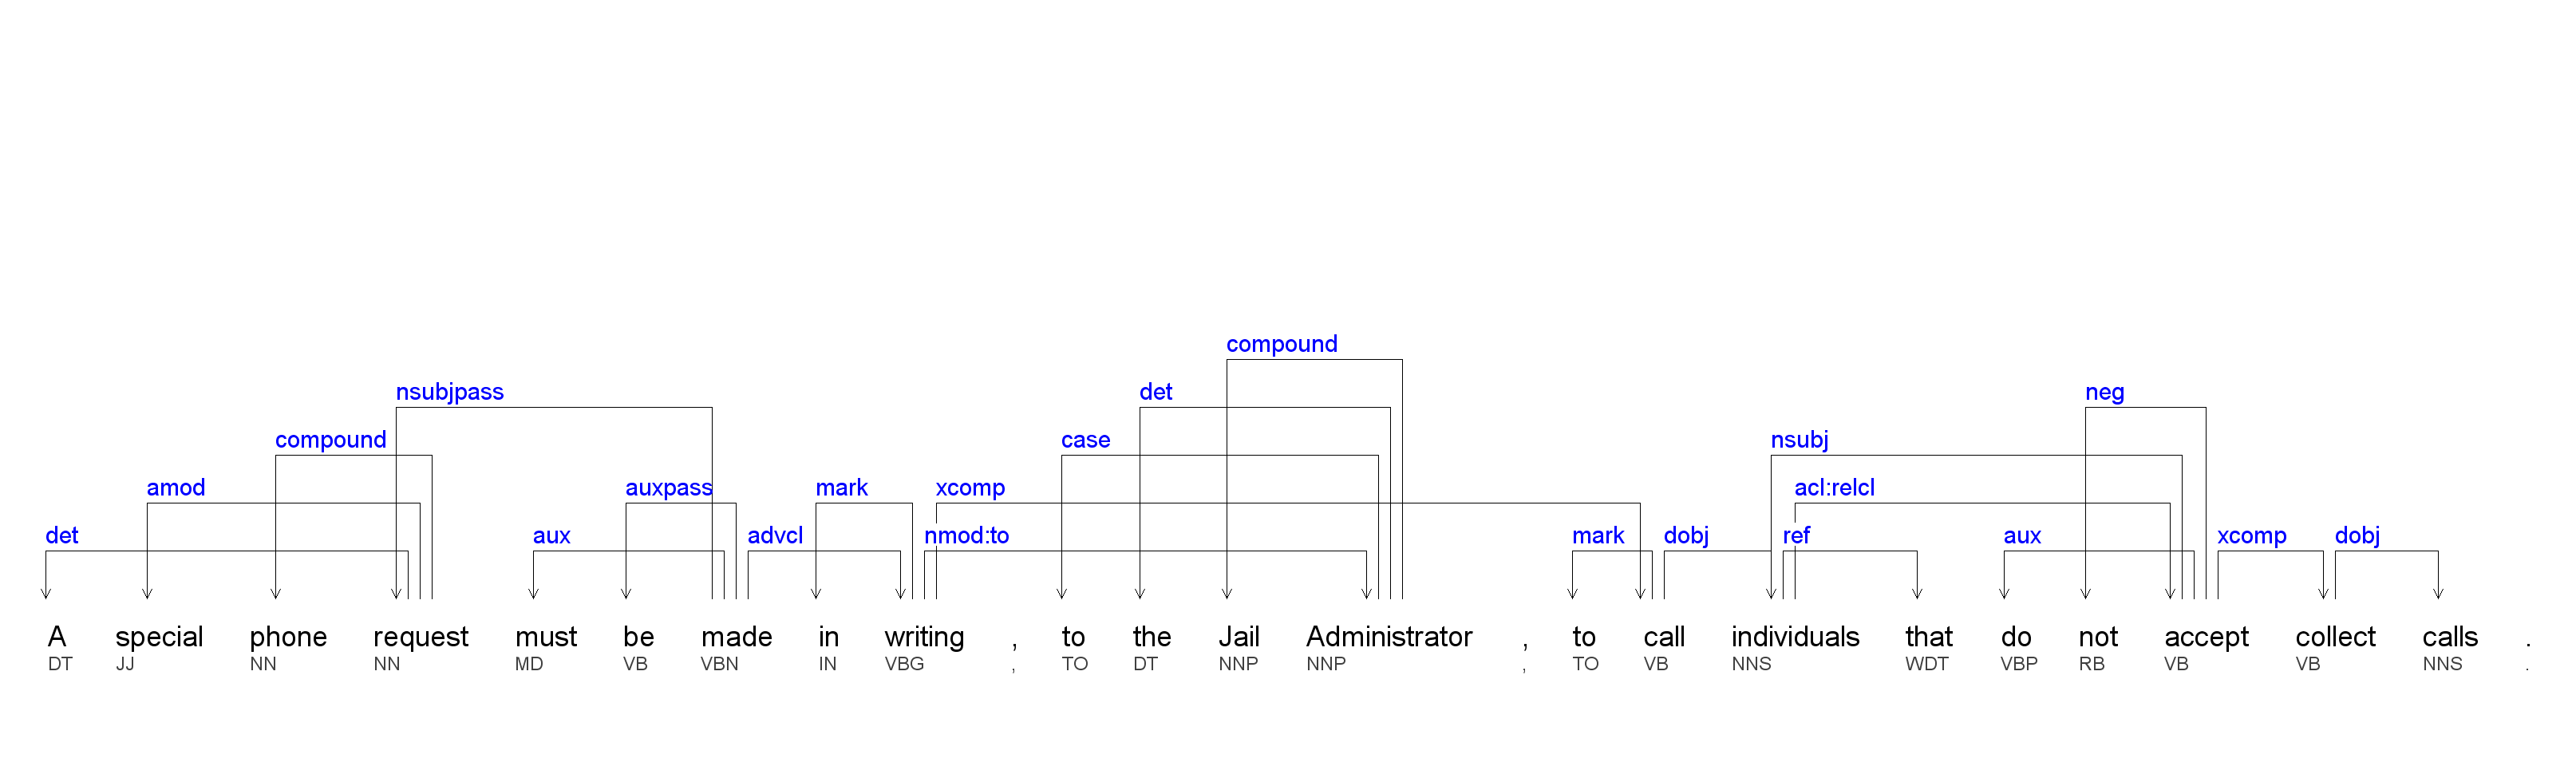 compound
nsubjpass det neg
compound case nsubj
amod auxpass mark xcomp acl:relcl
det aux advcl nmod:to mark dobj ref aux xcomp dobj
A special phone request must be made in writing , to the Jail Administrator , to call individuals that do not accept collect calls .
DT JJ NN NN MD VB VBN IN VBG , TO DT NNP NNP , TO VB NNS WDT VBP RB VB VB NNS .